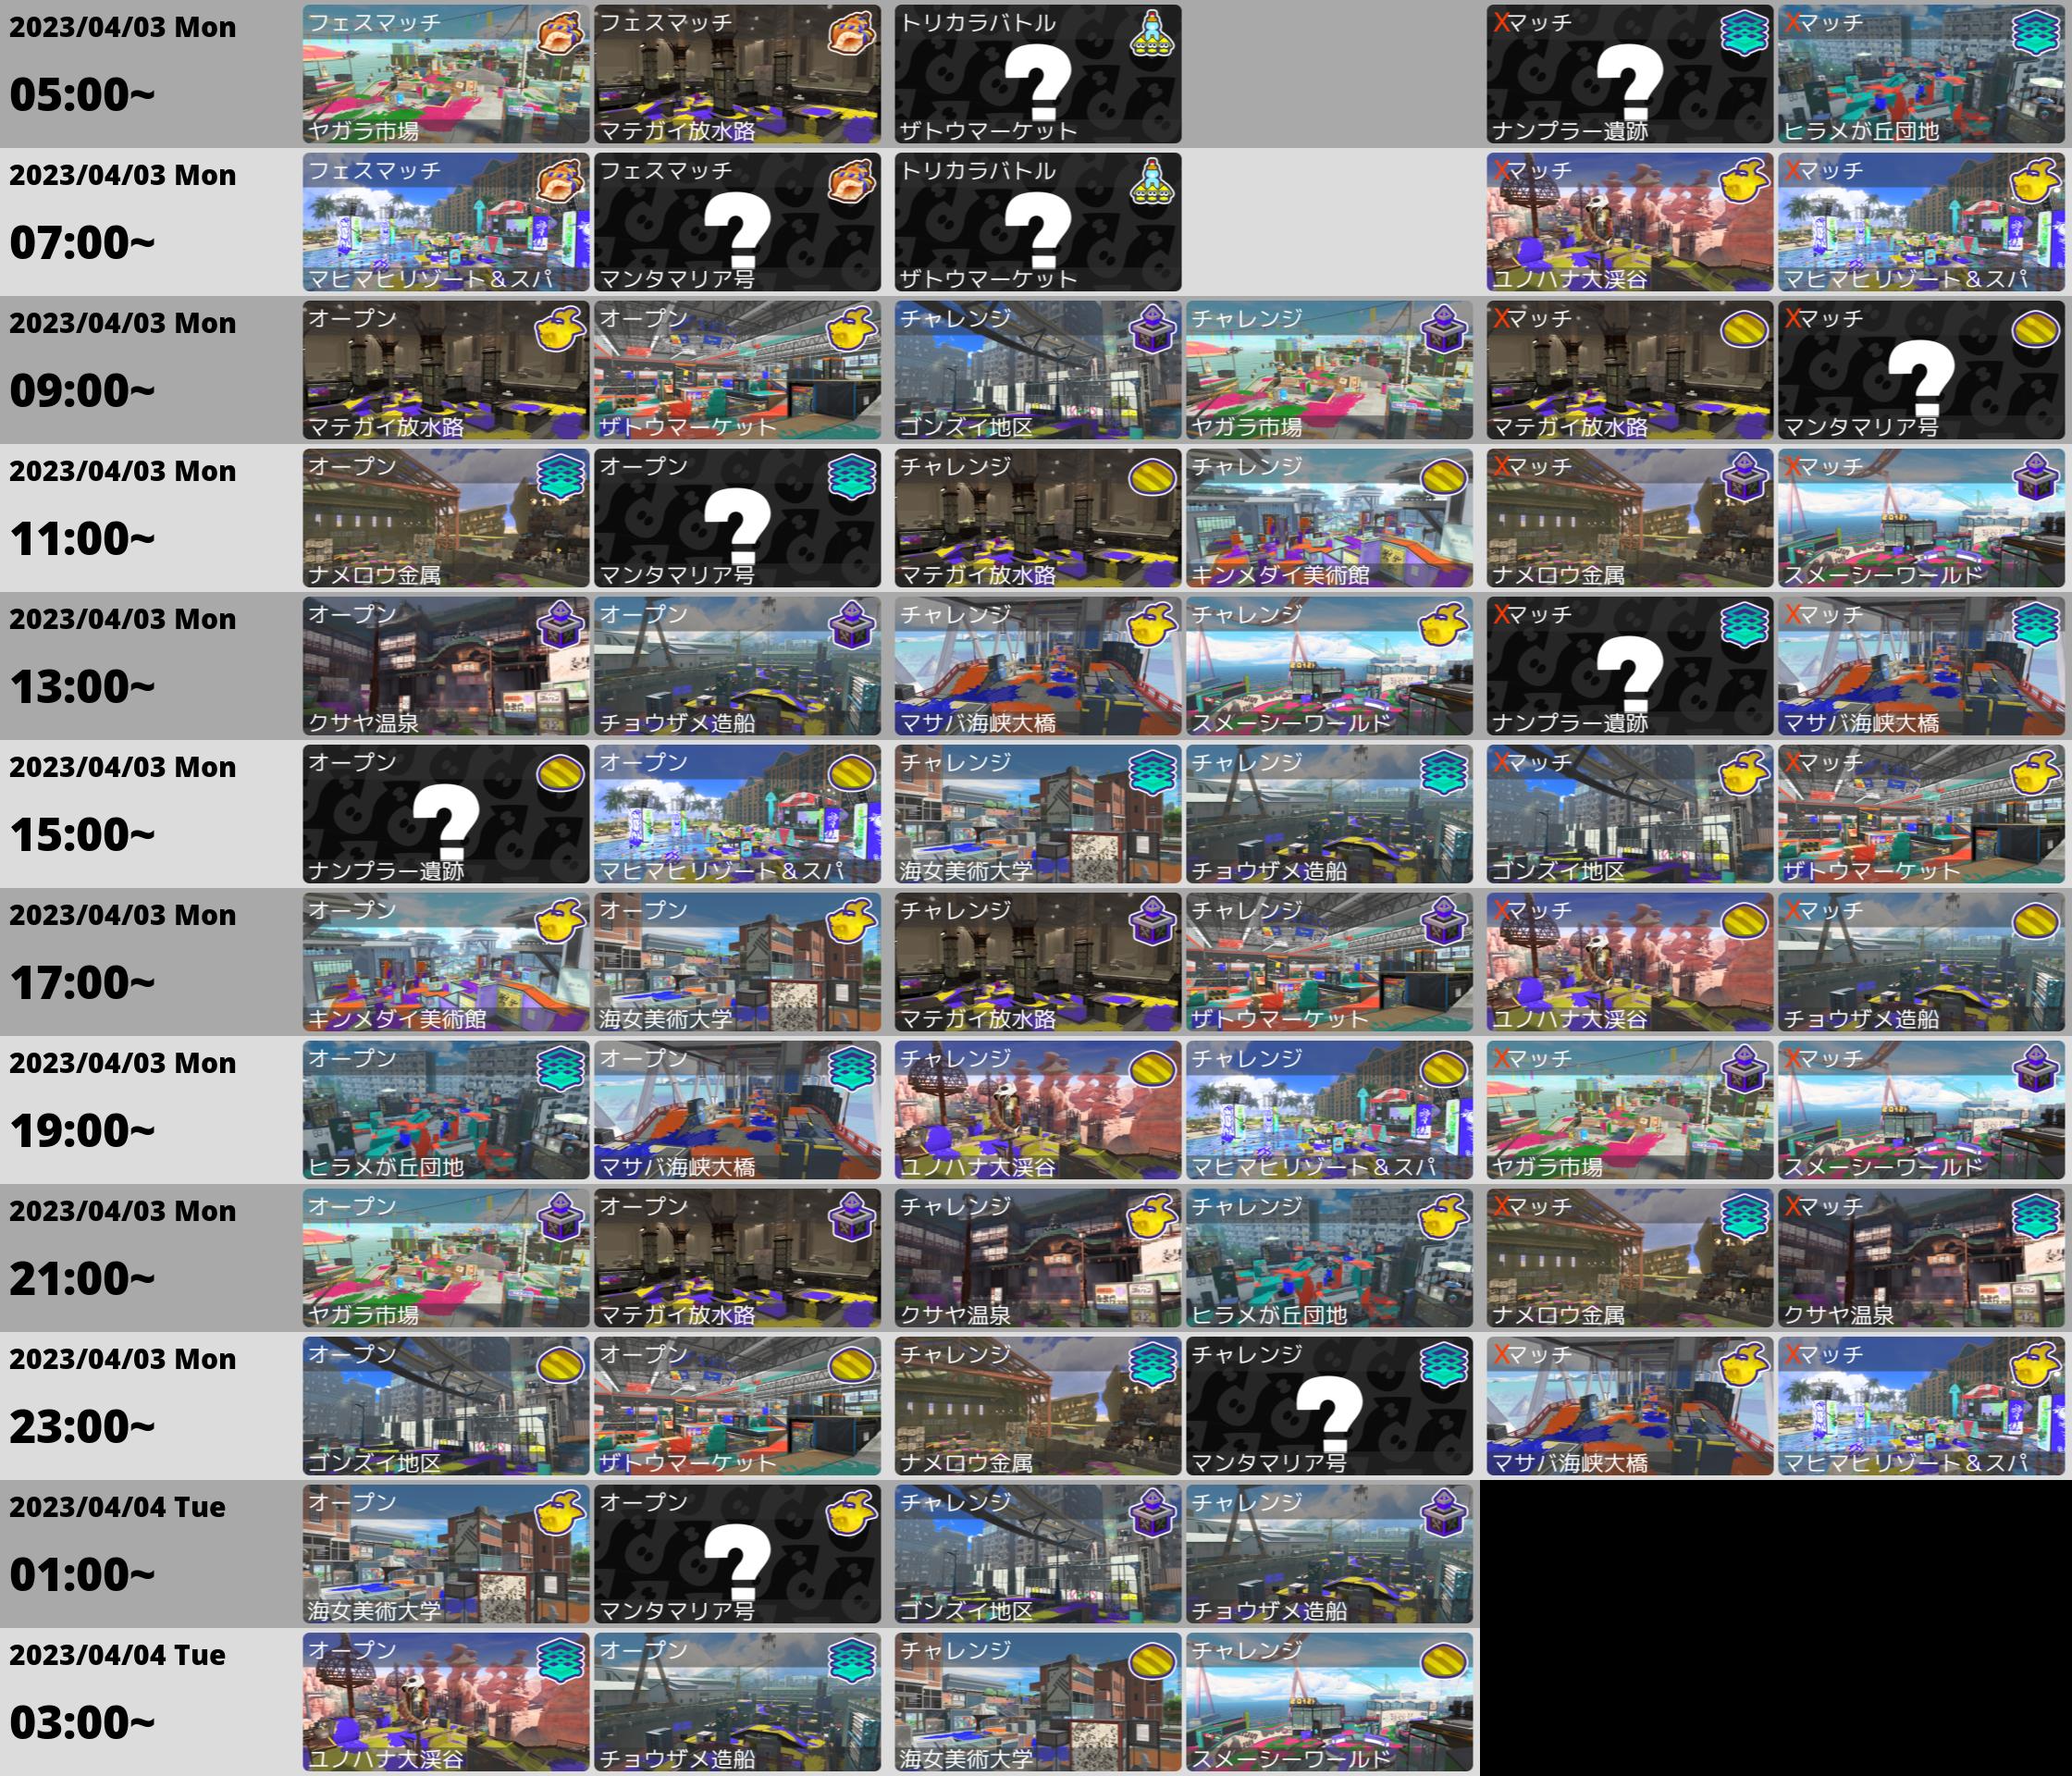 2023/04/03 Mon
05:00~
フェスマッチ
ヤガラ市場
フェスマッチ
マテガイ放水路
トリカラバトル
?
ザトウマーケット
Xマッチ
?
ナンプラー遺跡
Xマッチ
ヒラメが丘団地
2023/04/03 Mon
07:00~
フェスマッチ
マヒマヒリゾート＆スパ
フェスマッチ
?
マンタマリア号
トリカラバトル
?
ザトウマーケット
Xマッチ
ユノハナ大渓谷
Xマッチ
マヒマヒリゾート＆スパ
2023/04/03 Mon
09:00~
オープン
マテガイ放水路
オープン
ザトウマーケット
チャレンジ
ゴンズイ地区
チャレンジ
ヤガラ市場
Xマッチ
マテガイ放水路
Xマッチ
?
マンタマリア号
2023/04/03 Mon
11:00~
オープン
ナメロウ金属
オープン
?
マンタマリア号
チャレンジ
マテガイ放水路
チャレンジ
キンメダイ美術館
Xマッチ
ナメロウ金属
Xマッチ
スメーシーワールド
2023/04/03 Mon
13:00~
オープン
クサヤ温泉
オープン
チョウザメ造船
チャレンジ
マサバ海峡大橋
チャレンジ
スメーシーワールド
Xマッチ
?
ナンプラー遺跡
Xマッチ
マサバ海峡大橋
2023/04/03 Mon
15:00~
オープン
?
ナンプラー遺跡
オープン
マヒマヒリゾート＆スパ
チャレンジ
海女美術大学
チャレンジ
チョウザメ造船
Xマッチ
ゴンズイ地区
Xマッチ
ザトウマーケット
2023/04/03 Mon
17:00~
オープン
キンメダイ美術館
オープン
海女美術大学
チャレンジ
マテガイ放水路
チャレンジ
ザトウマーケット
Xマッチ
ユノハナ大渓谷
Xマッチ
チョウザメ造船
2023/04/03 Mon
19:00~
オープン
ヒラメが丘団地
オープン
マサバ海峡大橋
チャレンジ
ユノハナ大渓谷
チャレンジ
マヒマヒリゾート＆スパ
Xマッチ
ヤガラ市場
Xマッチ
スメーシーワールド
2023/04/03 Mon
21:00~
オープン
ヤガラ市場
オープン
マテガイ放水路
チャレンジ
クサヤ温泉
チャレンジ
ヒラメが丘団地
Xマッチ
ナメロウ金属
Xマッチ
クサヤ温泉
2023/04/03 Mon
23:00~
オープン
ゴンズイ地区
オープン
ザトウマーケット
チャレンジ
ナメロウ金属
チャレンジ
?
マンタマリア号
Xマッチ
マサバ海峡大橋
Xマッチ
マヒマヒリゾート＆スパ
2023/04/04 Tue
01:00~
オープン
海女美術大学
オープン
?
マンタマリア号
チャレンジ
ゴンズイ地区
チャレンジ
チョウザメ造船
2023/04/04 Tue
03:00~
オープン
ユノハナ大渓谷
オープン
チョウザメ造船
チャレンジ
海女美術大学
チャレンジ
スメーシーワールド